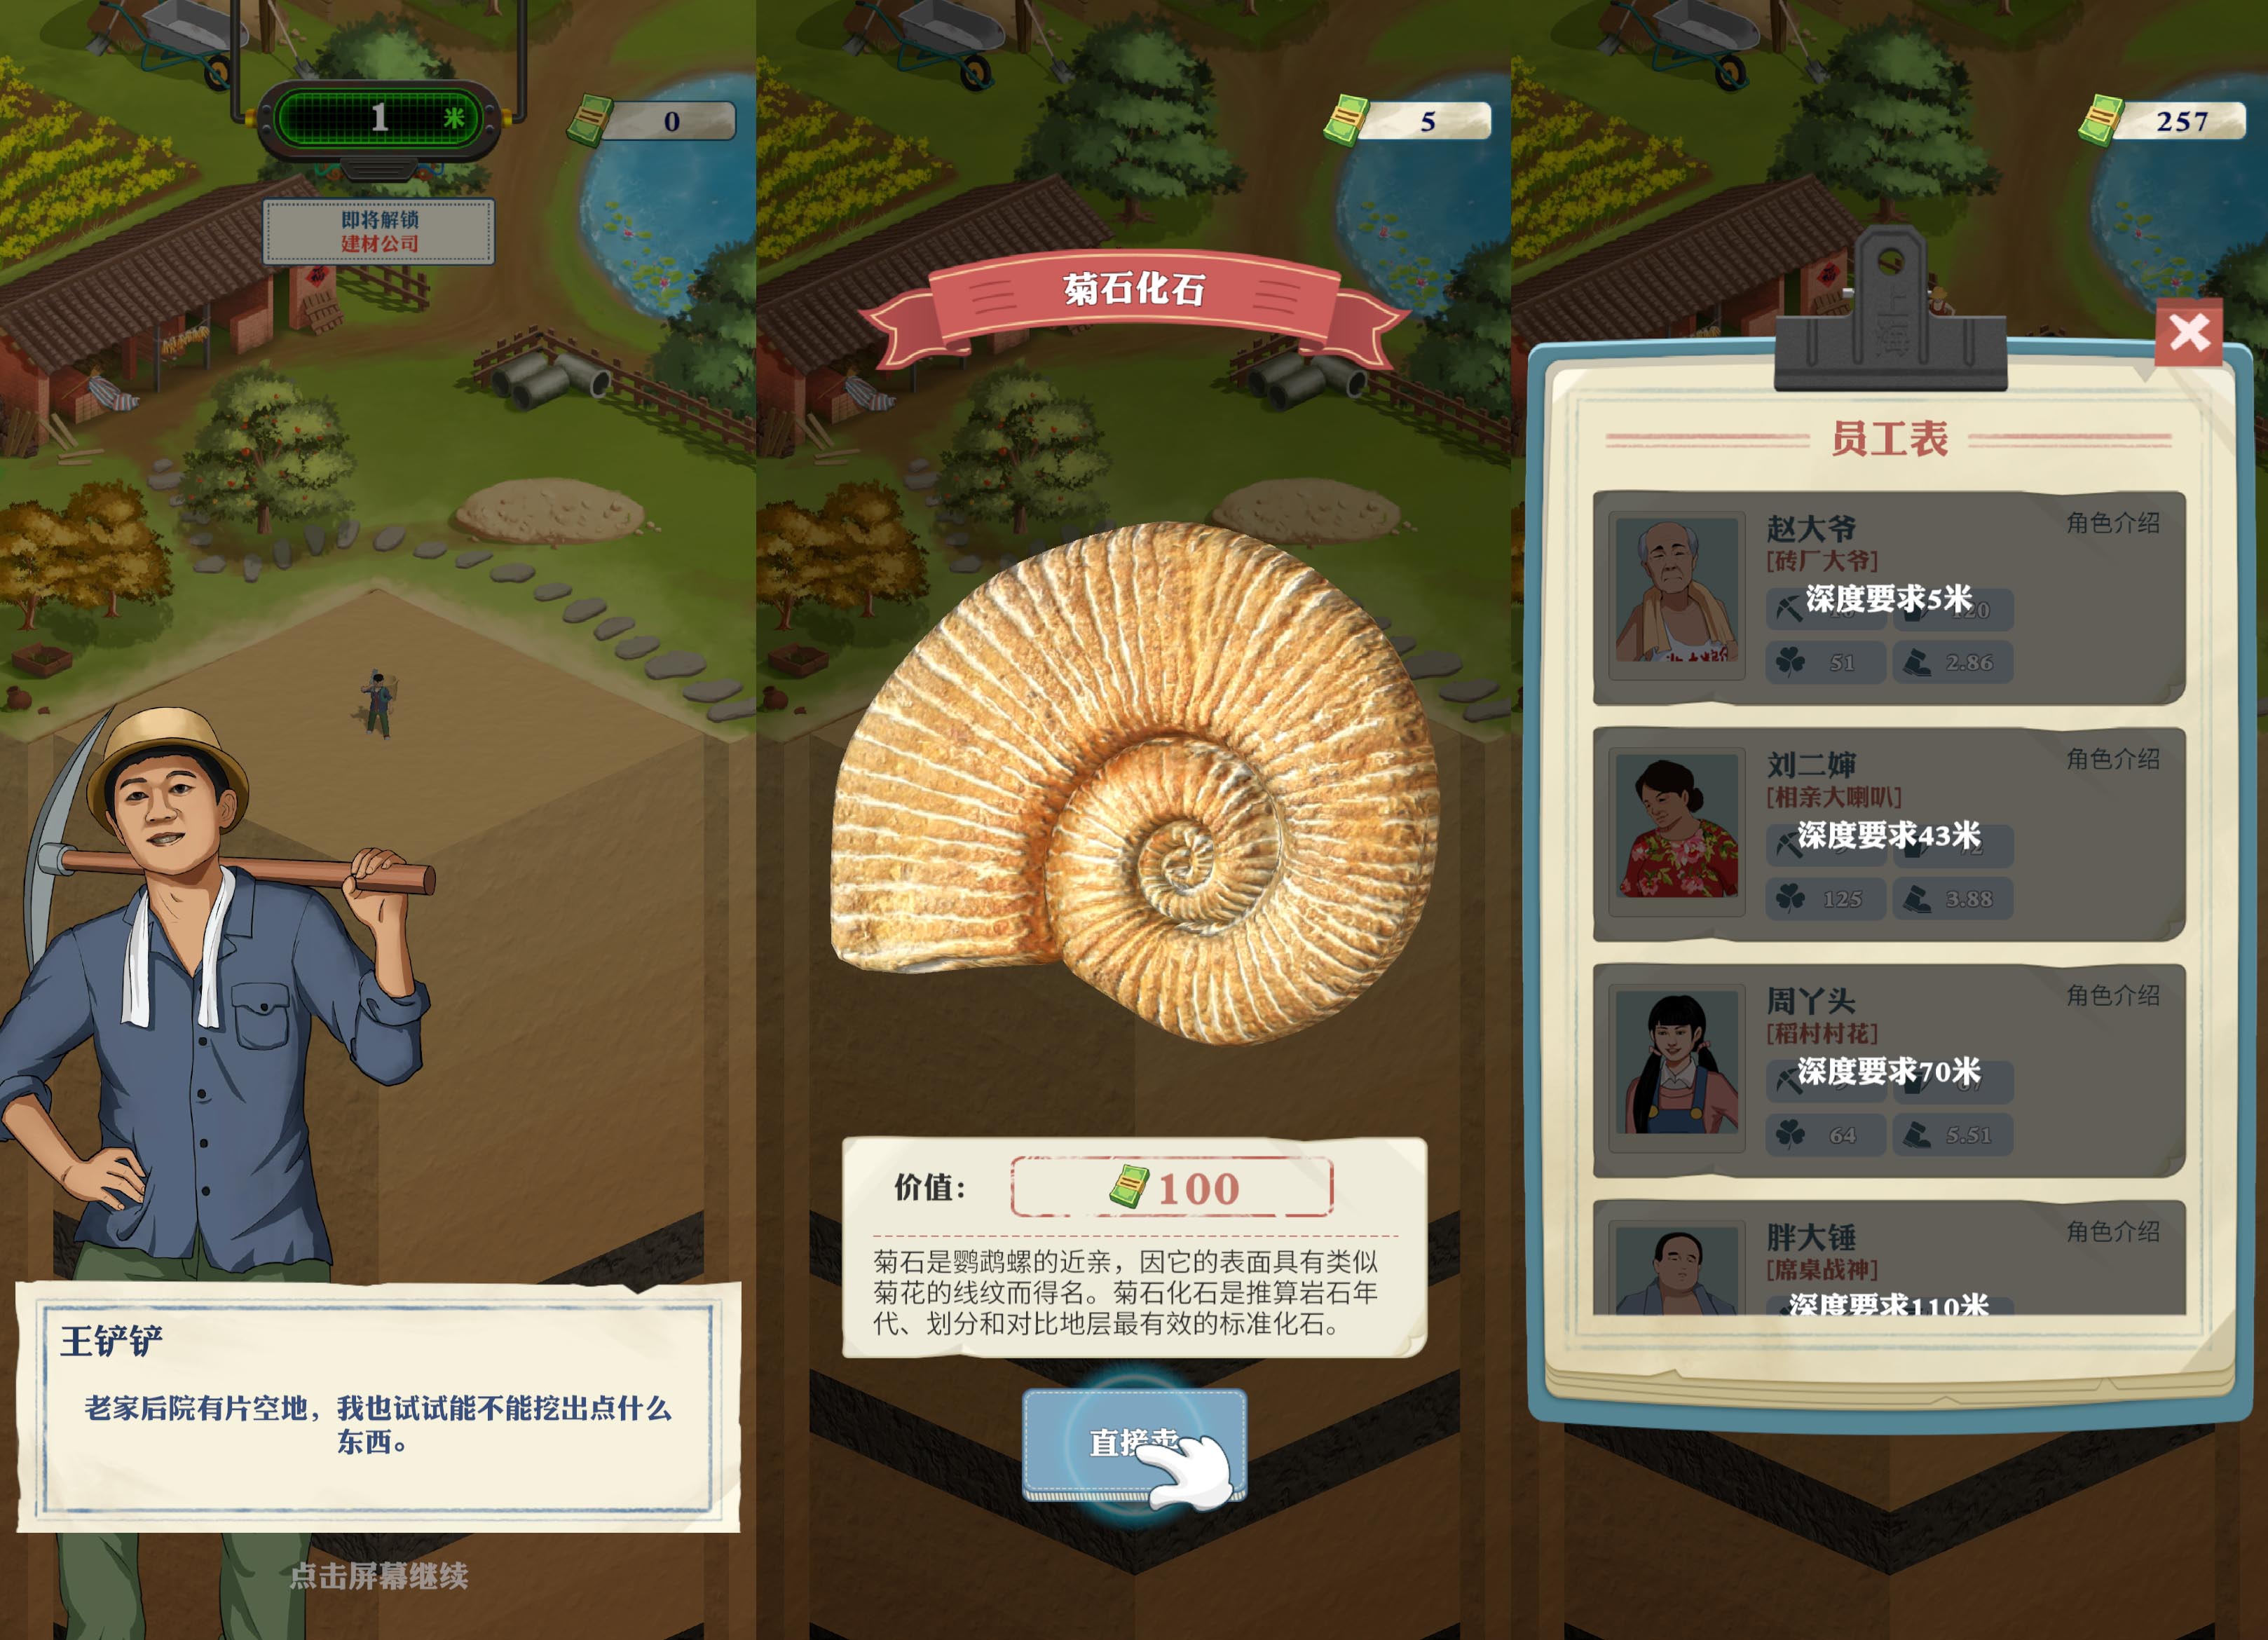 1 米
0
即将解锁
建材公司
王铲铲
老家后院有片空地，我也试试能不能挖出点什么
东西。
点击屏幕继续
5
菊石化石
价值：
100
菊石是鹦鹉螺的近亲，因它的表面具有类似
菊花的线纹而得名。菊石化石是推算岩石年
代、划分和对比地层最有效的标准化石。
直接卖
257
上海
员工表
赵大爷
角色介绍
[砖厂大爷]
深度要求5米
51
2.86
刘二婶
角色介绍
[相亲大喇叭]
深度要求43米
125
3.88
周丫头
角色介绍
[稻村村花]
深度要求70米
64
5.51
胖大锤
角色介绍
[席桌战神]
深度要求110米